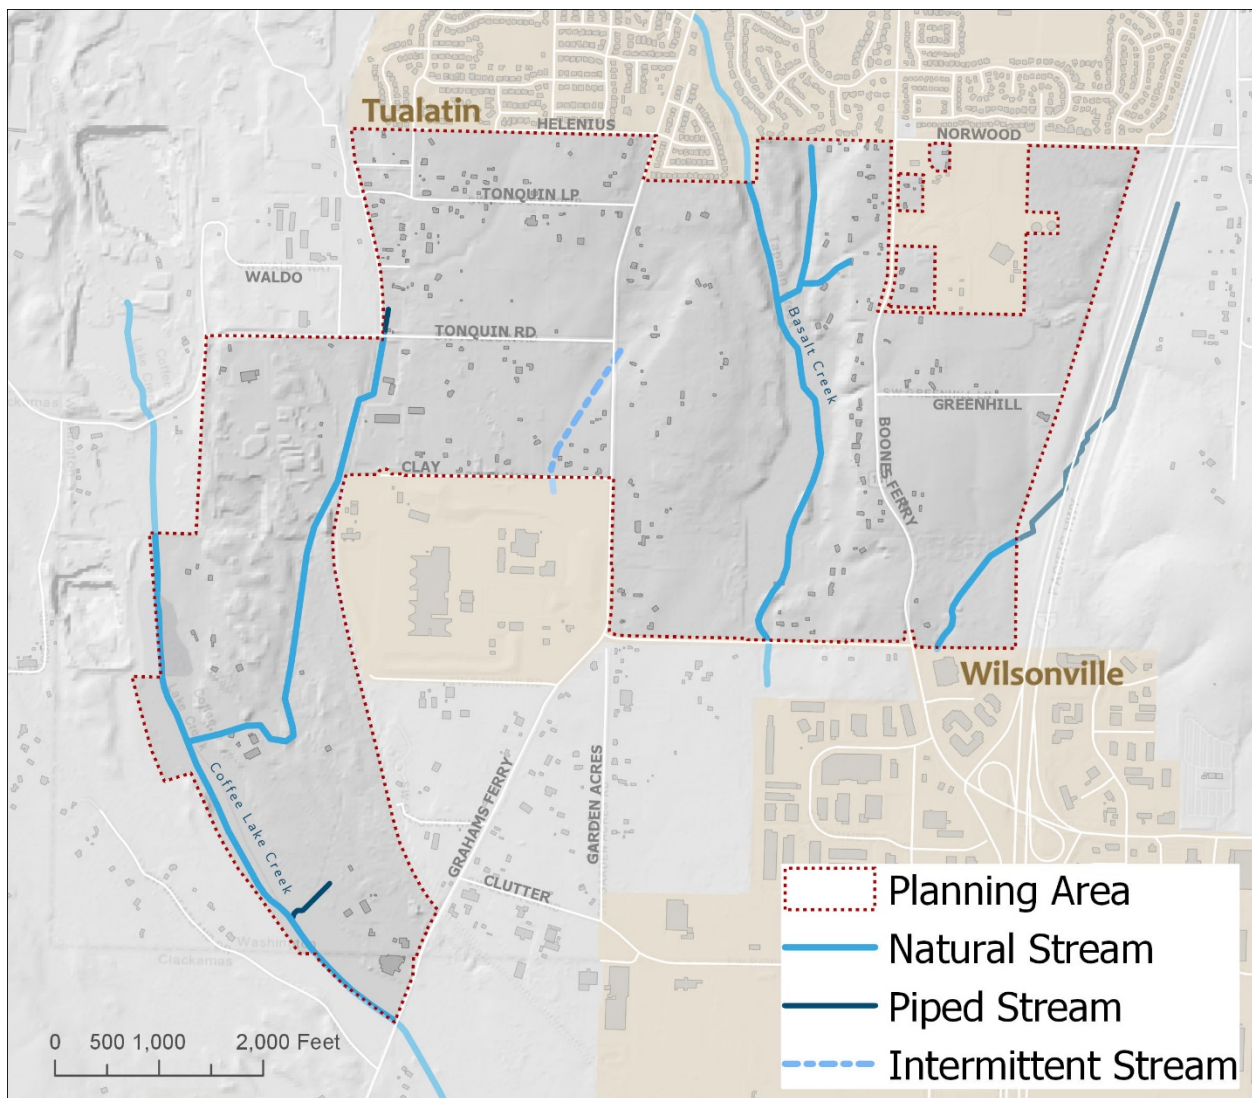 Tualatin
HELENIUS
NORWOOD
TONQUIN LP
WALDO
TONQUIN RD
Basalt Creek
GREENHILL
CLAY
BOONES FERRY
Wilsonville
Coffee Lake Creek
GRAHAMS FERRY
GARDEN ACRES
CLUTTER
Washington
Clackamas
Planning Area
Natural Stream
Piped Stream
Intermittent Stream
0 500 1,000 2,000 Feet